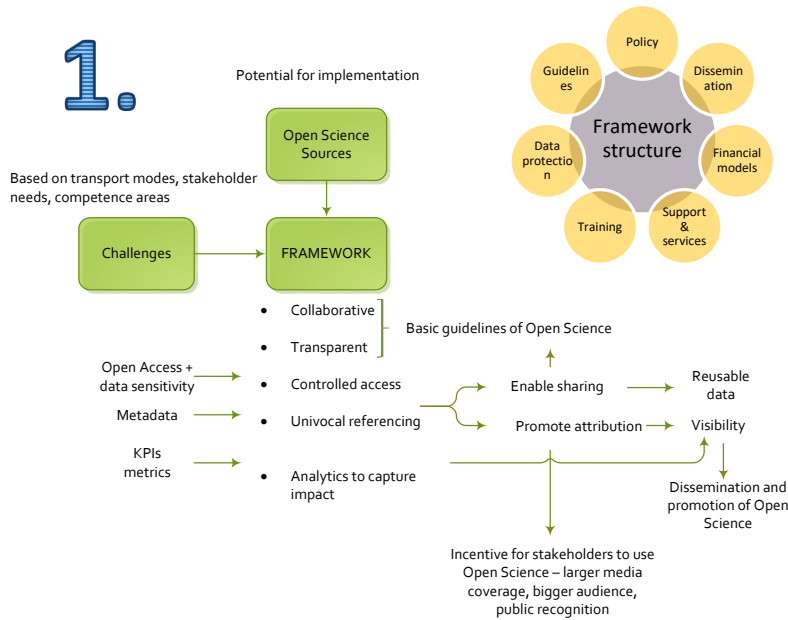 1.
Potential for implementation
Open Science
Sources
Based on transport modes, stakeholder
needs, competence areas
Challenges
FRAMEWORK
• Collaborative
• Transparent
Basic guidelines of Open Science
Open Access +
data sensitivity
• Controlled access
Enable sharing
Reusable
data
Metadata
• Univocal referencing
Promote attribution
Visibility
KPIs
metrics
• Analytics to capture
impact
Dissemination and
promotion of Open
Science
Incentive for stakeholders to use
Open Science – larger media
coverage, bigger audience,
public recognition
Framework
structure
Policy
Dissemin
ation
Financial
models
Support
&
services
Training
Data
protectio
n
Guidelin
es